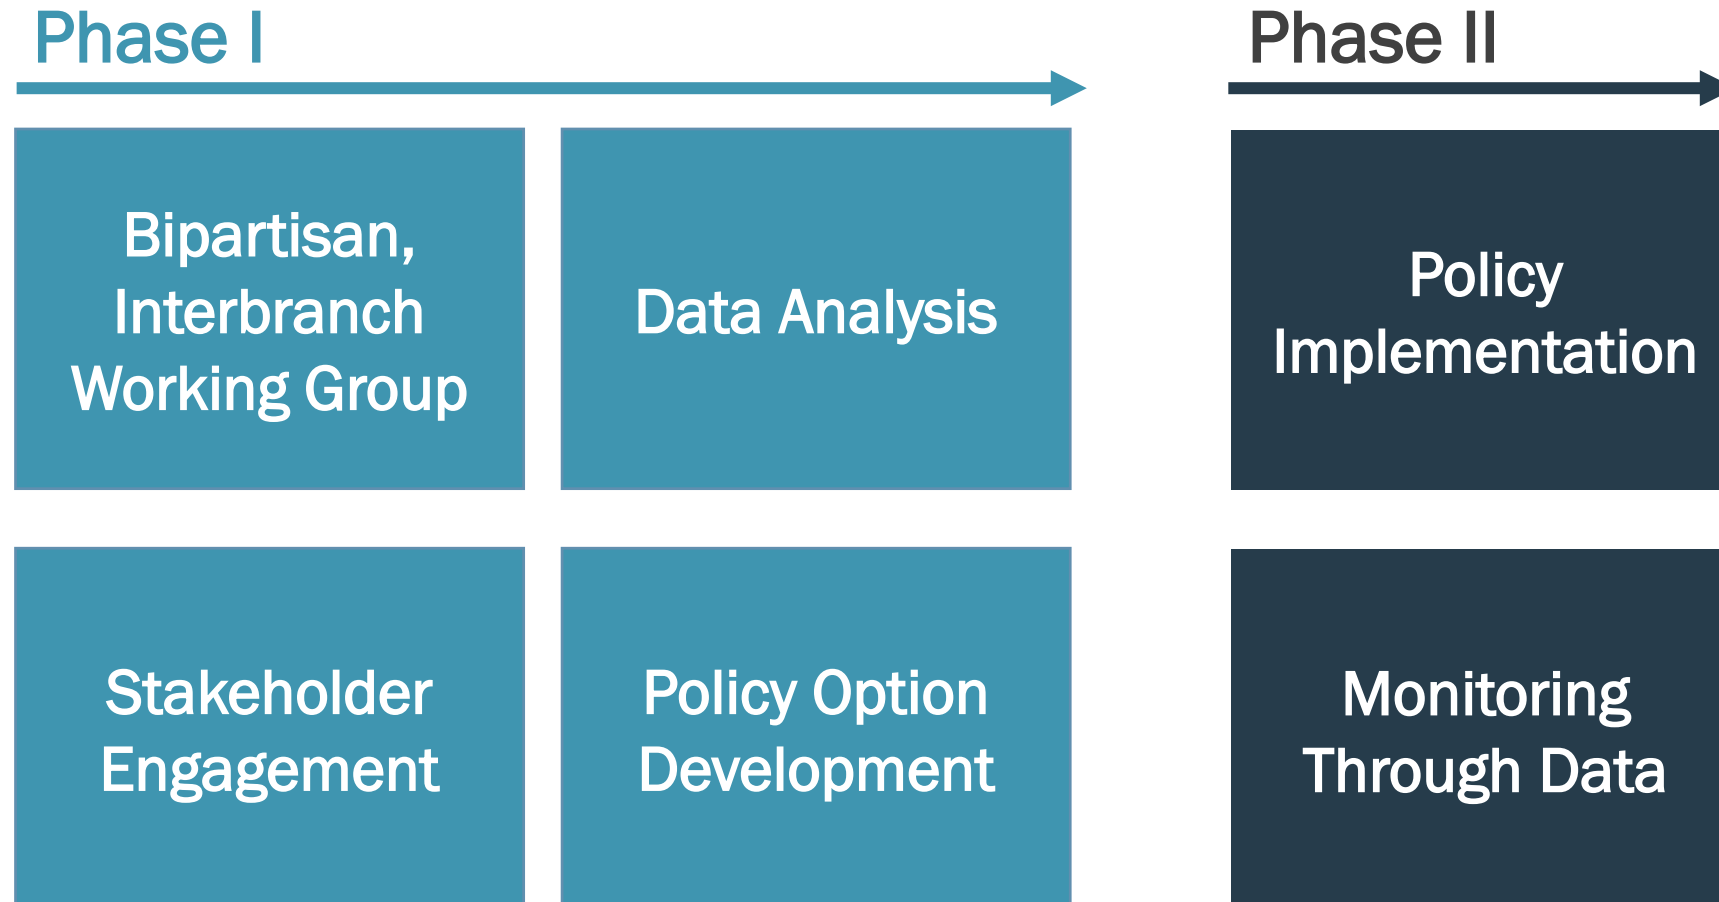 Phase I
Bipartisan,
Interbranch
Working Group
Data Analysis
Stakeholder
Engagement
Policy Option
Development
Phase II
Policy
Implementation
Monitoring
Through Data